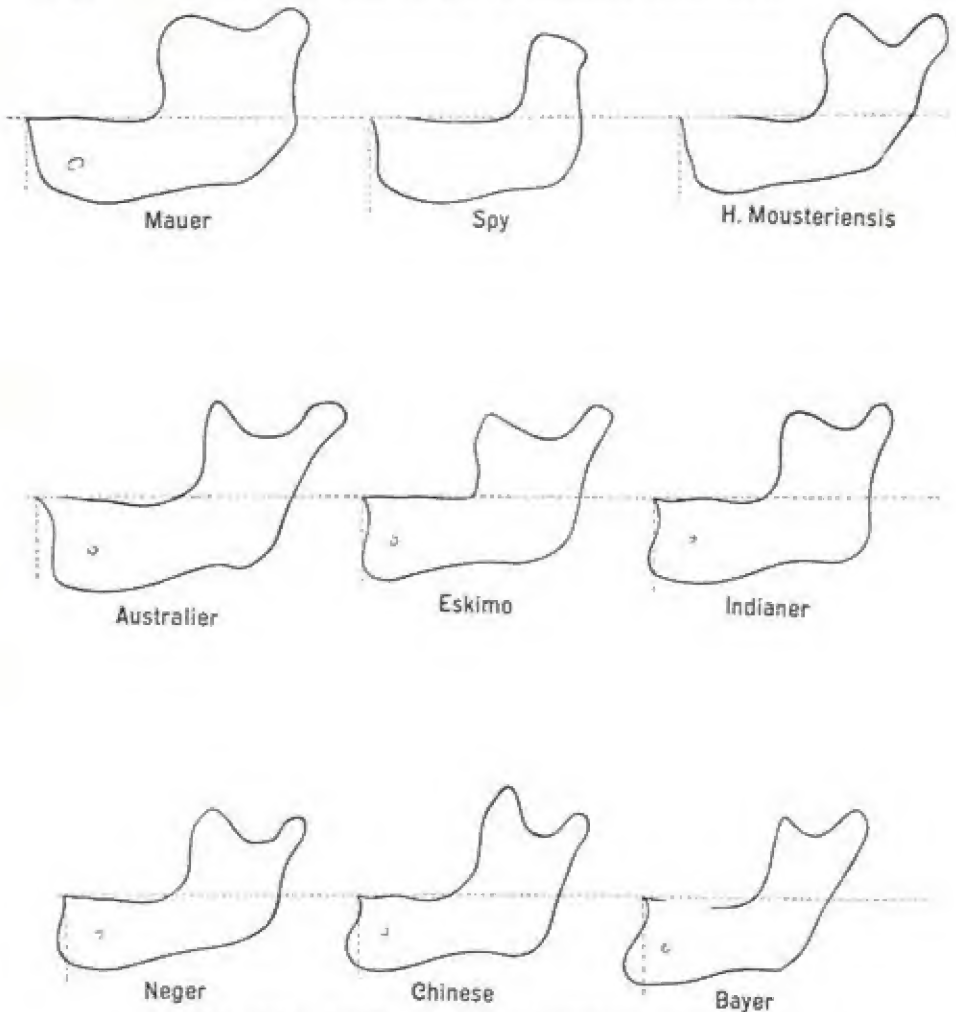 Mauer
Spy
H. Mousteriensis
Australier
Eskimo
Indianer
Neger
Chinese
Bayer